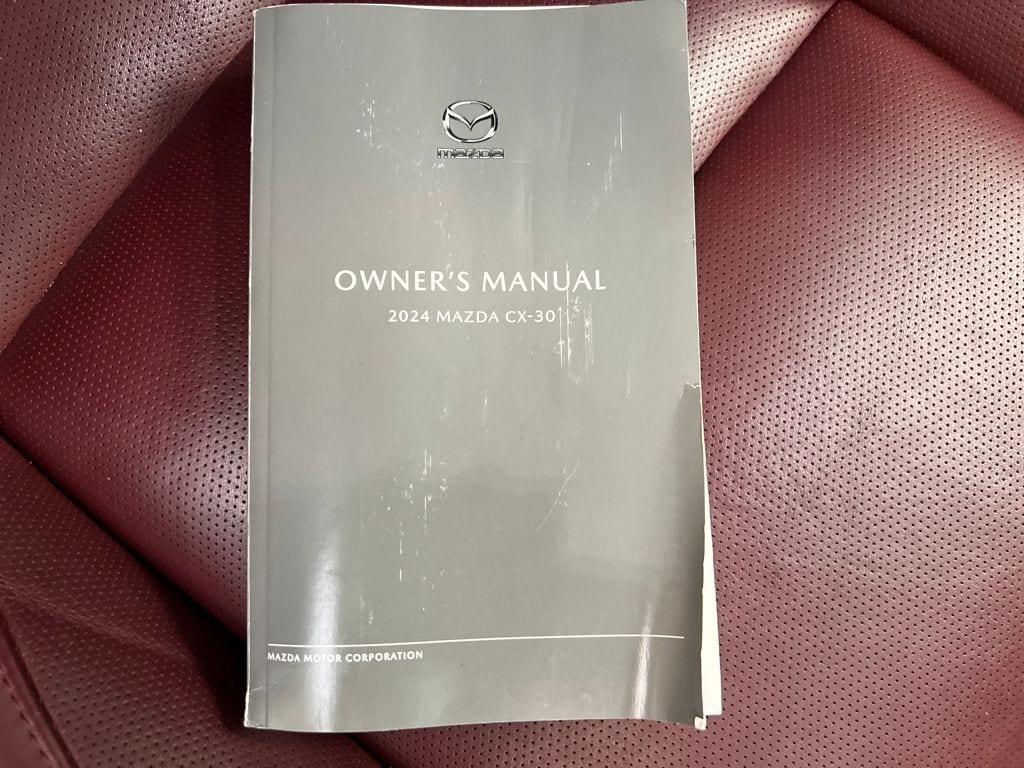 mazda
OWNER'S MANUAL
2024 MAZDA CX-30
MAZDA MOTOR CORPORATION